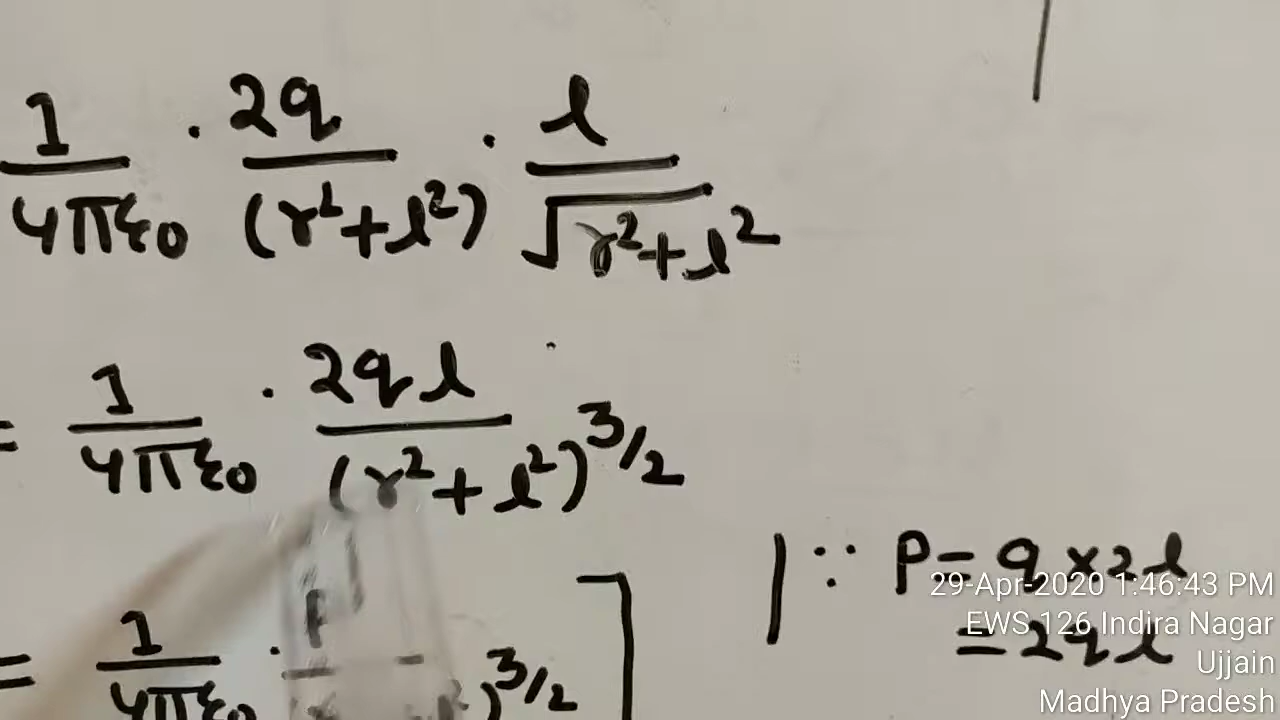 1/4πε0 · 2q/(r²+l²) · l/√r²+l²
= 1/4πε0 · 2ql/(r²+l²)^3/2
∵ P = q×2l
= 2ql
= 1/4πε0 · P/( )^3/2
29-Apr-2020 1:46:43 PM
EWS 126 Indira Nagar
Ujjain
Madhya Pradesh